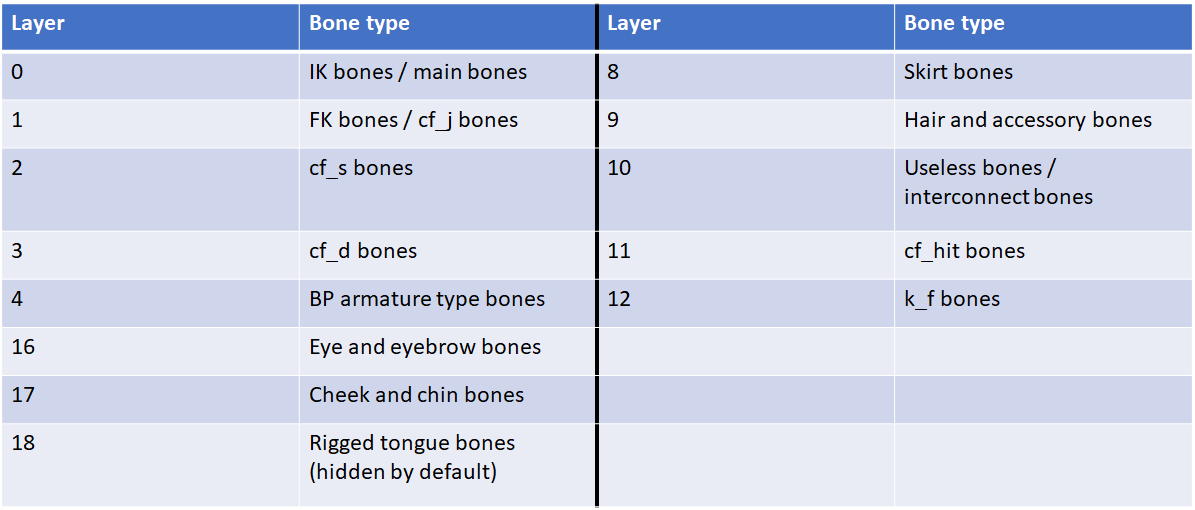 Layer Bone type Layer Bone type
0 IK bones / main bones 8 Skirt bones
1 FK bones / cf_j bones 9 Hair and accessory bones
2 cf_s bones 10 Useless bones /
interconnect bones
3 cf_d bones 11 cf_hit bones
4 BP armature type bones 12 k_f bones
16 Eye and eyebrow bones
17 Cheek and chin bones
18 Rigged tongue bones
(hidden by default)